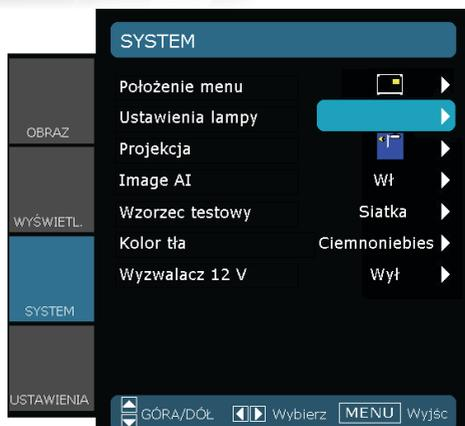 SYSTEM
OBRAZ
WYŚWIETL.
SYSTEM
USTAWIENIA
Położenie menu
Ustawienia lampy
Projekcja
Image AI Wł
Wzorzec testowy Siatka
Kolor tła Ciemnoniebies
Wyzwalacz 12 V Wył
GÓRA/DÓŁ Wybierz MENU Wyjśc